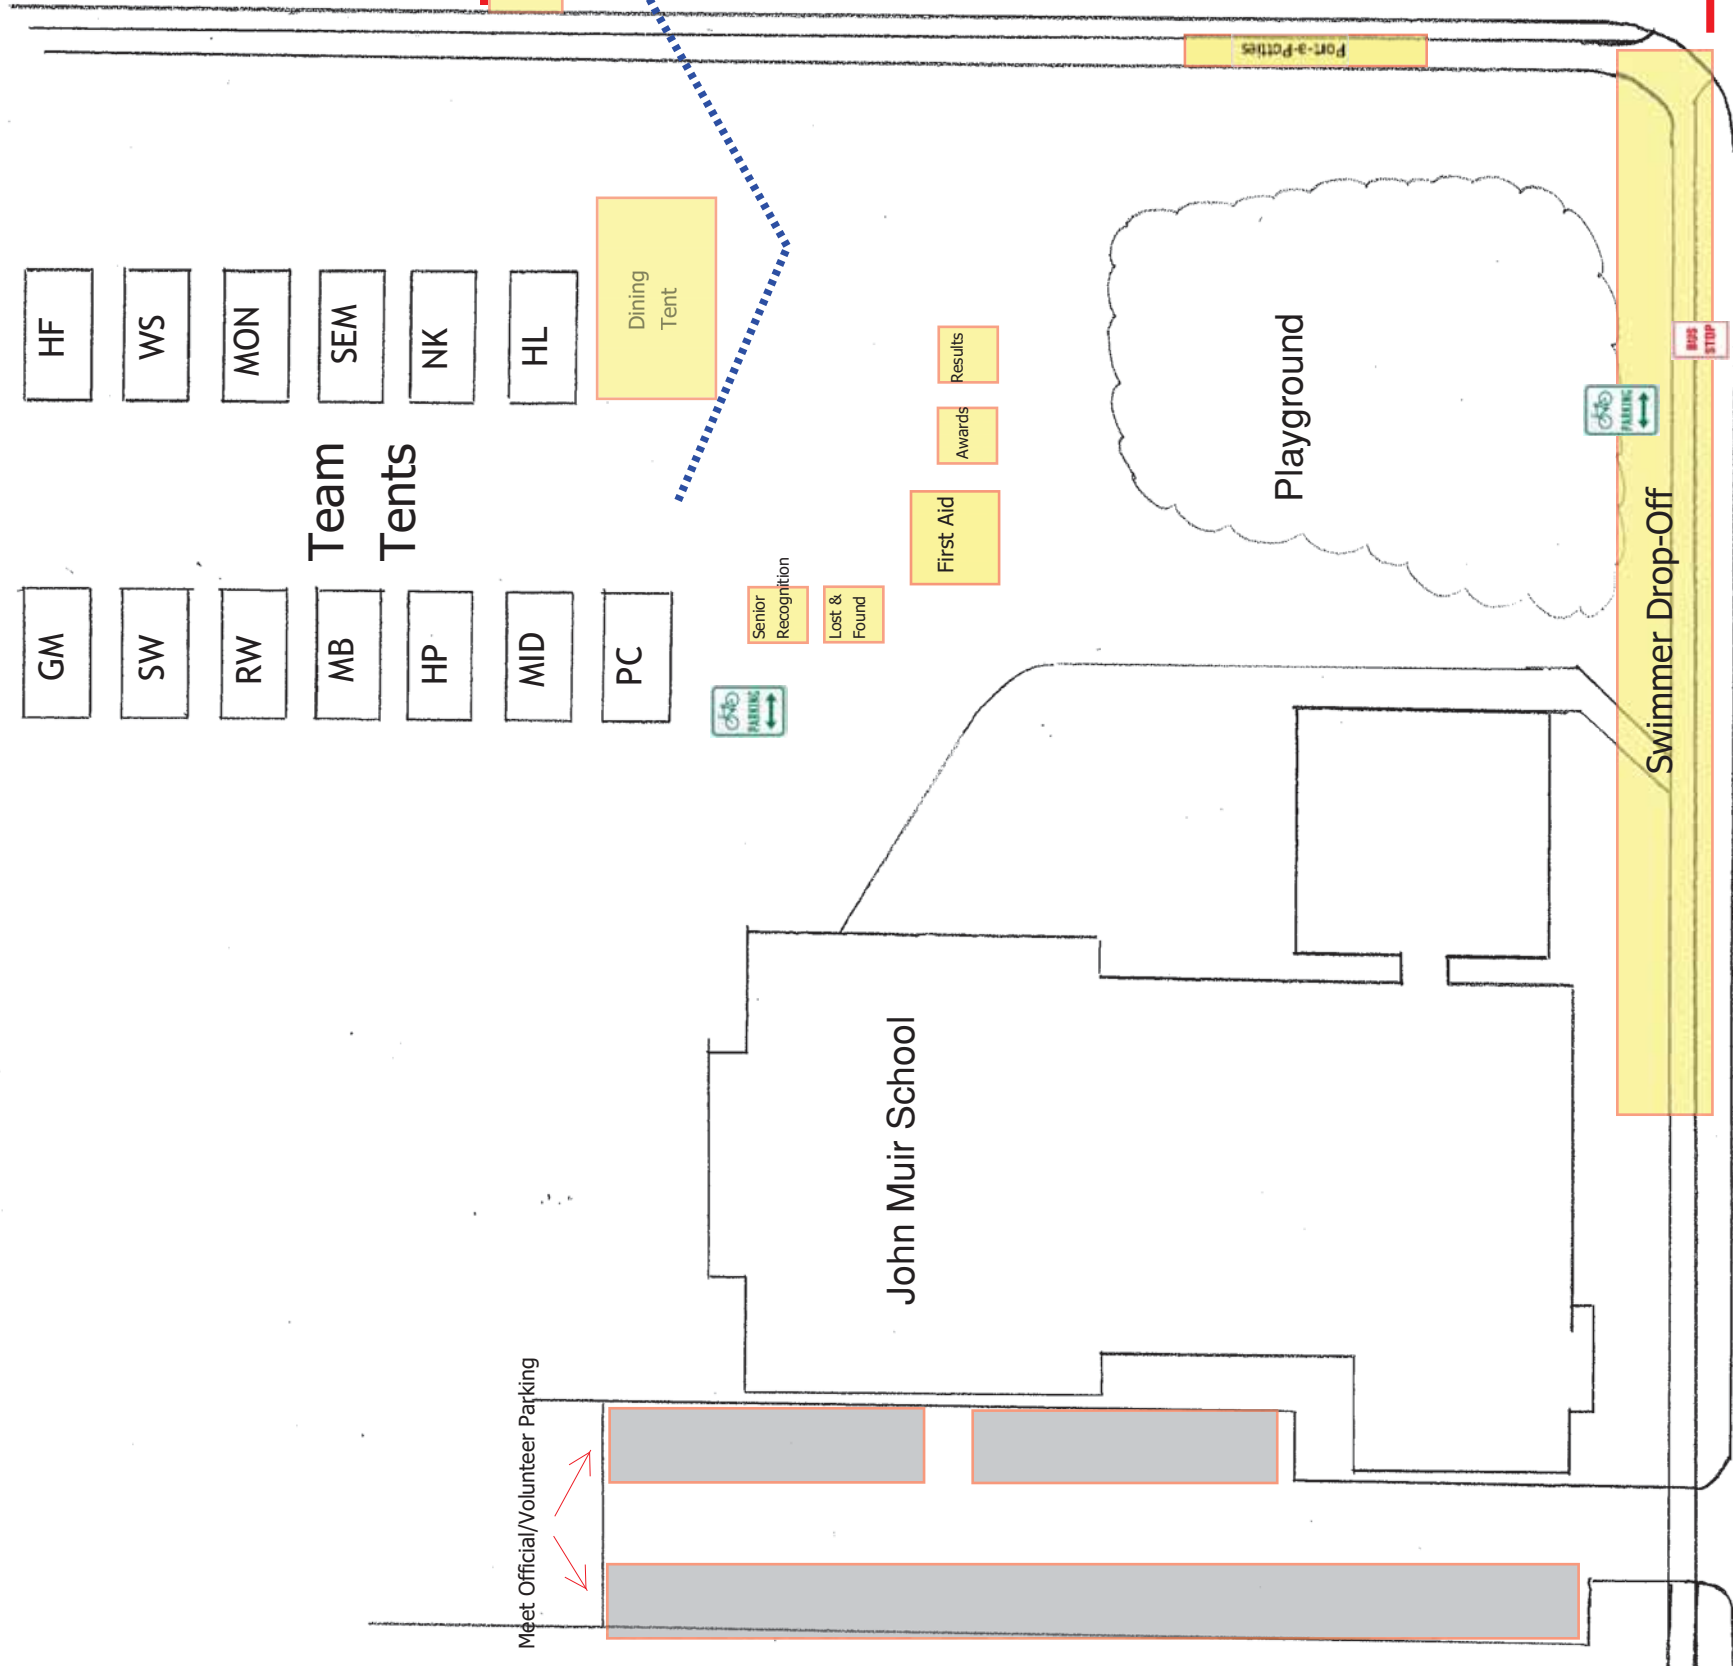 Port-a-Potties
HF
WS
MON
SEM
NK
HL
Dining
Tent
Team
Tents
GM
SW
RW
MB
HP
MID
PC
Results
Awards
First Aid
Senior
Recognition
Lost &
Found
PARKING
Playground
PARKING
BUS
STOP
Swimmer Drop-Off
John Muir School
Meet Official/Volunteer Parking